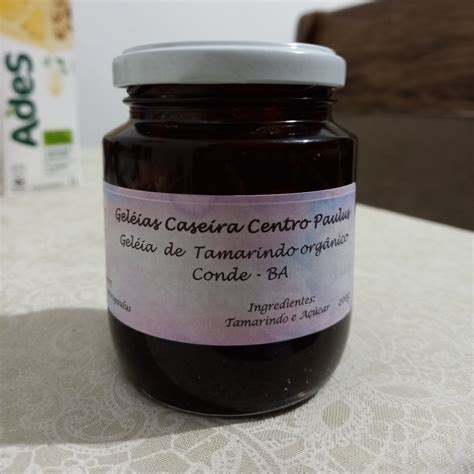 AdeS
Geléias Caseira Centro Paulus
Geléia de Tamarindo orgânico
Conde - BA
Ingredientes:
Tamarindo e Açúcar